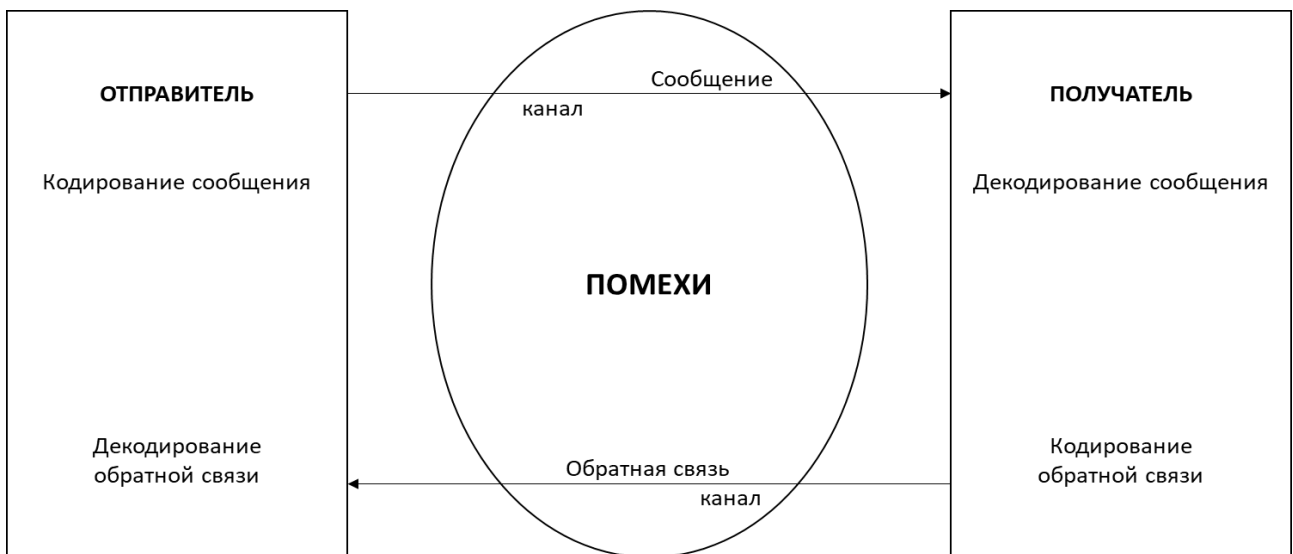 ОТПРАВИТЕЛЬ
Сообщение
канал
ПОЛУЧАТЕЛЬ
Кодирование сообщения
Декодирование сообщения
ПОМЕХИ
Декодирование
обратной связи
Обратная связь
канал
Кодирование
обратной связи